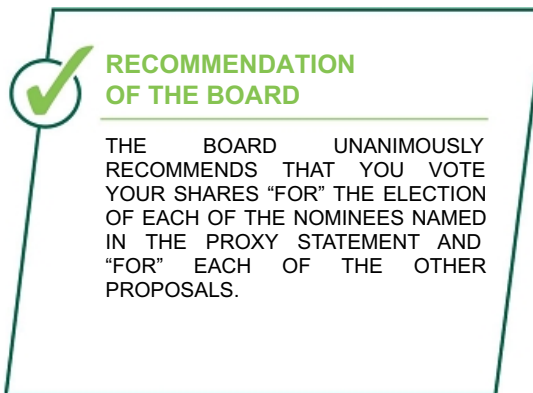 RECOMMENDATION
OF THE BOARD
THE BOARD UNANIMOUSLY
RECOMMENDS THAT YOU VOTE
YOUR SHARES “FOR” THE ELECTION
OF EACH OF THE NOMINEES NAMED
IN THE PROXY STATEMENT AND
“FOR” EACH OF THE OTHER
PROPOSALS.